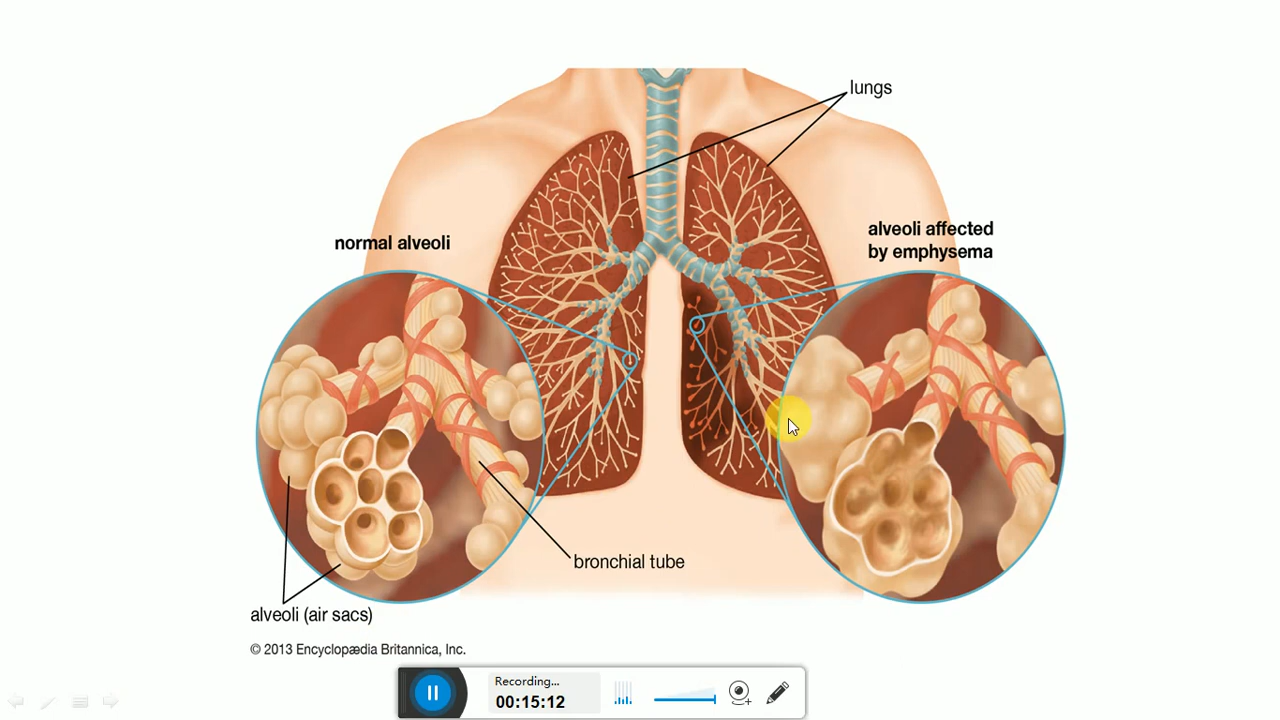 lungs
normal alveoli
alveoli affected
by emphysema
bronchial tube
alveoli (air sacs)
© 2013 Encyclopædia Britannica, Inc.
Recording...
00:15:12